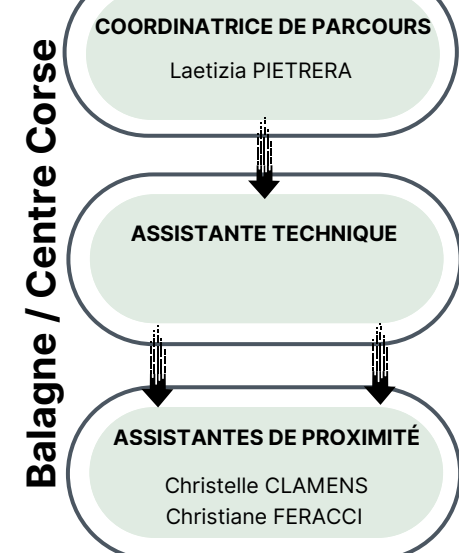 Balagne / Centre Corse
COORDINATRICE DE PARCOURS
Laetizia PIETRERA
ASSISTANTE TECHNIQUE
ASSISTANTES DE PROXIMITÉ
Christelle CLAMENS
Christiane FERACCI